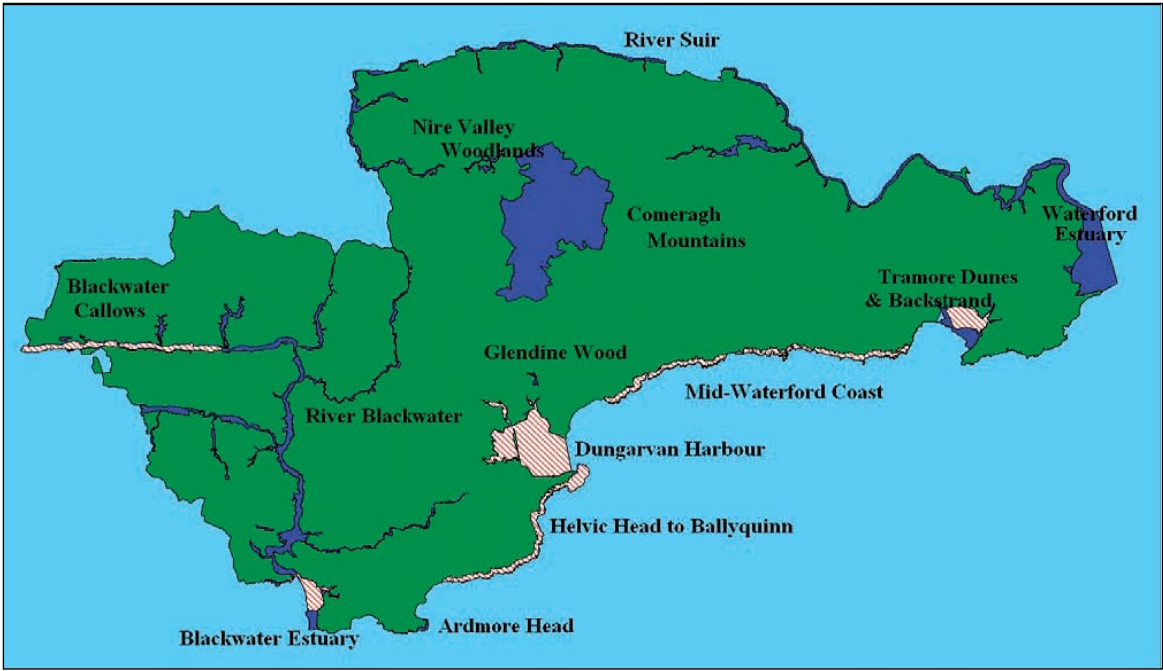 River Suir
Nire Valley
Woodlands
Comeragh
Mountains
Waterford
Estuary
Tramore Dunes
& Backstrand
Blackwater
Callows
Glendine Wood
Mid-Waterford Coast
River Blackwater
Dungarvan Harbour
Helvic Head to Ballyquinn
Ardmore Head
Blackwater Estuary